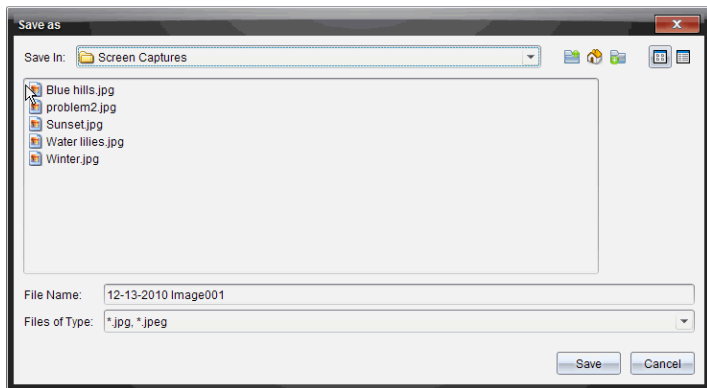 Save as
Save In: Screen Captures
Blue hills.jpg
problem2.jpg
Sunset.jpg
Water lilies.jpg
Winter.jpg
File Name: 12-13-2010 Image001
Files of Type: *.jpg, *.jpeg
Save Cancel